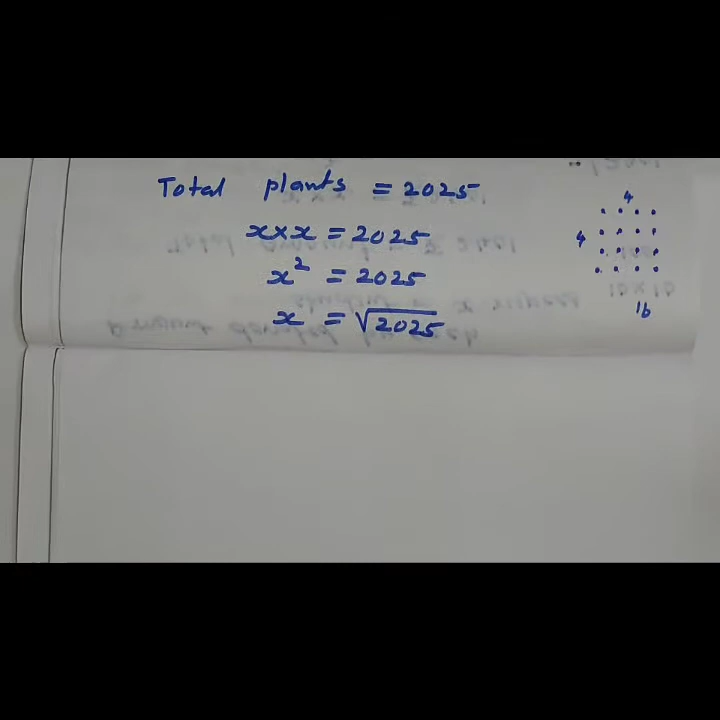 Total plants = 2025
x×x = 2025
x² = 2025
x = √2025
4
4
16